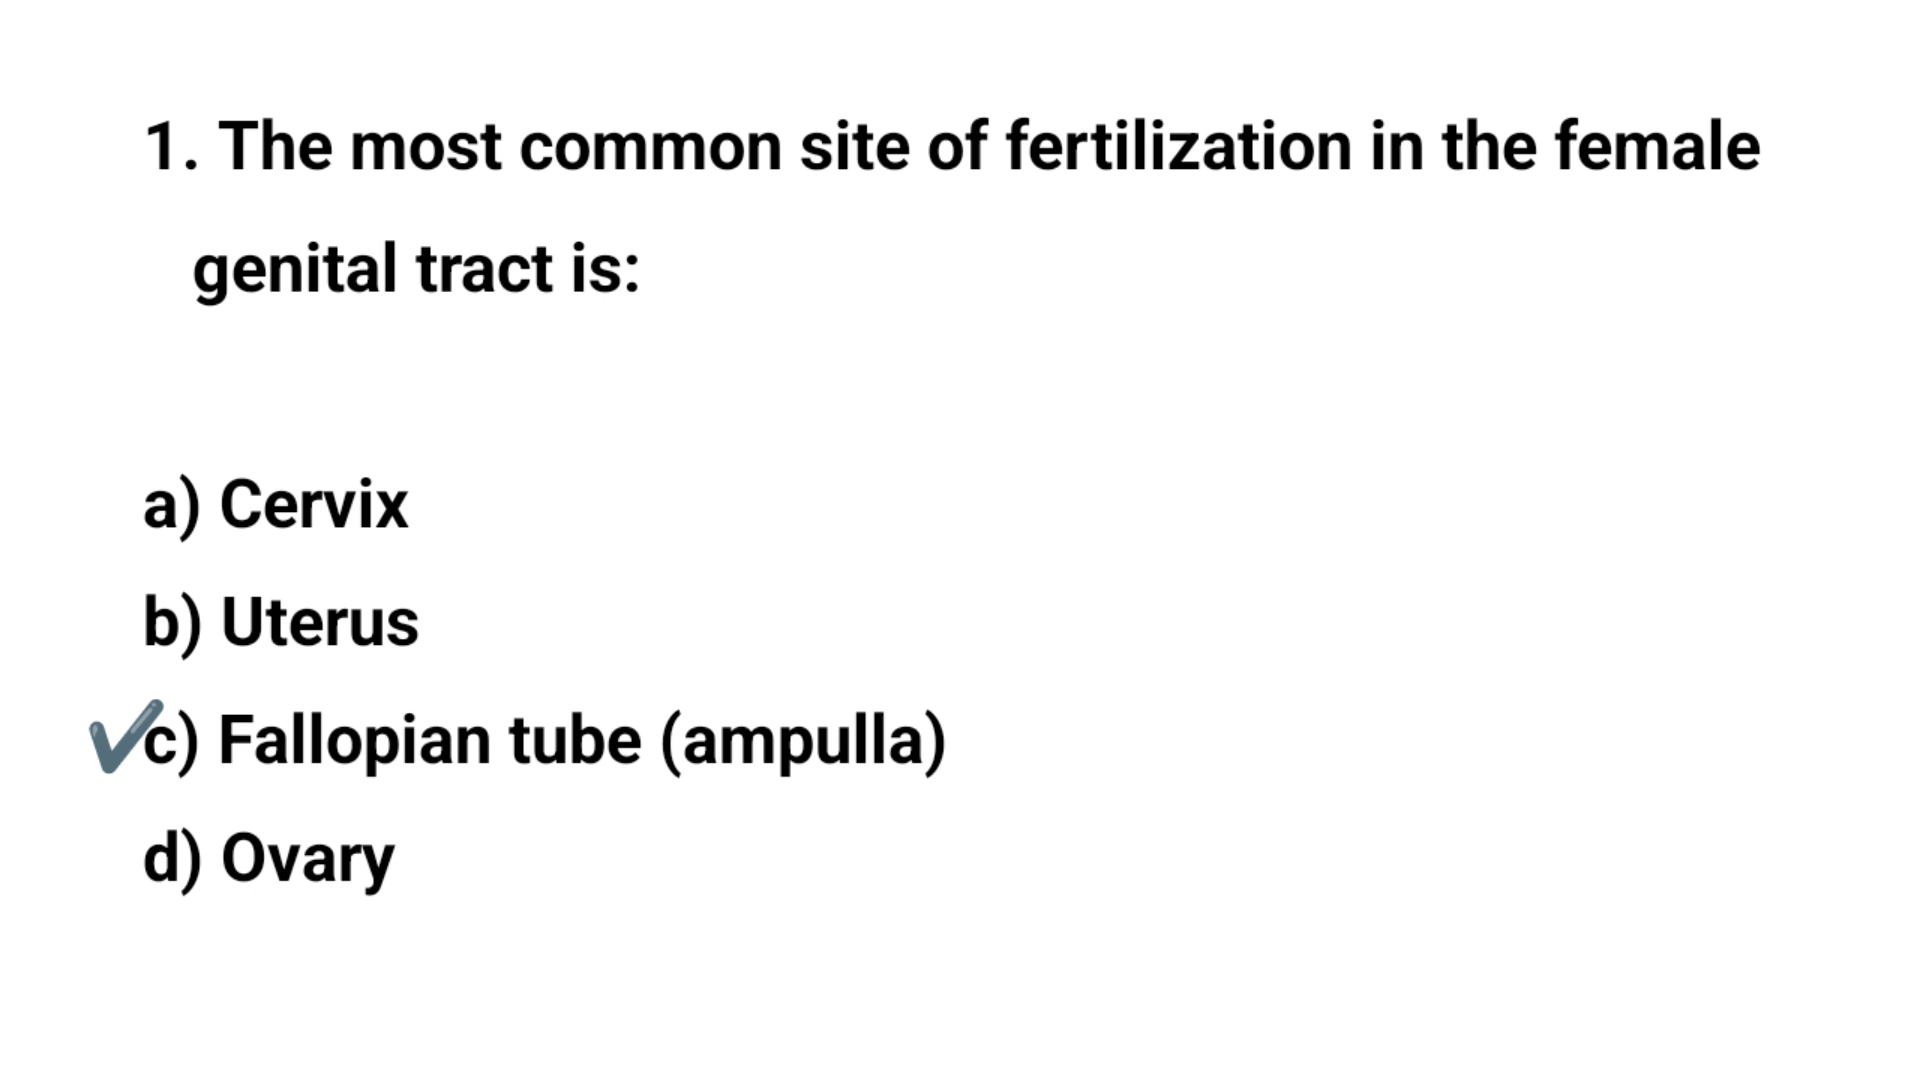 1. The most common site of fertilization in the female
genital tract is:
a) Cervix
b) Uterus
✔c) Fallopian tube (ampulla)
d) Ovary